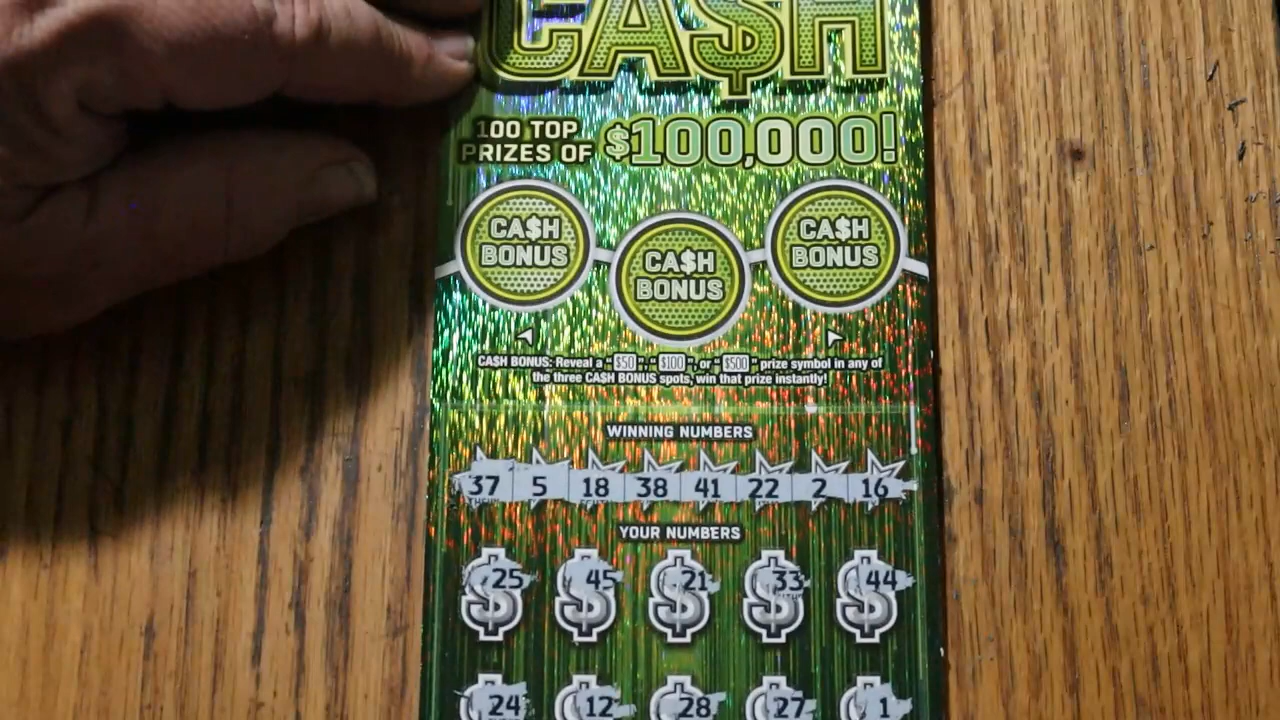 CA$H
100 TOP
PRIZES OF $100,000!
CA$H
BONUS
CA$H
BONUS
CA$H
BONUS
CA$H BONUS: Reveal a "$50", "$100", or "$500" prize symbol in any of
the three CA$H BONUS spots, win that prize instantly!
WINNING NUMBERS
37 5 18 38 41 22 2 16
YOUR NUMBERS
25 45 21 33 44
24 12 28 27 1